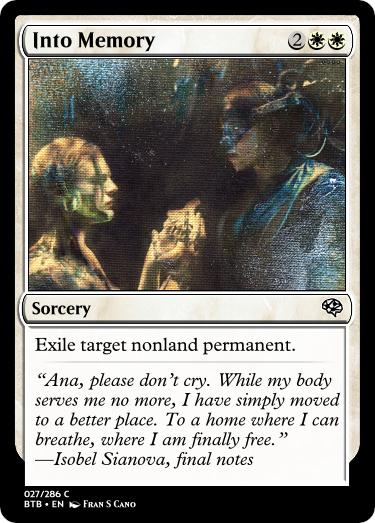 Into Memory 2
Sorcery
Exile target nonland permanent.
“Ana, please don’t cry. While my body
serves me no more, I have simply moved
to a better place. To a home where I can
breathe, where I am finally free.”
—Isobel Sianova, final notes
027/286 C
BTB • EN Fran S Cano